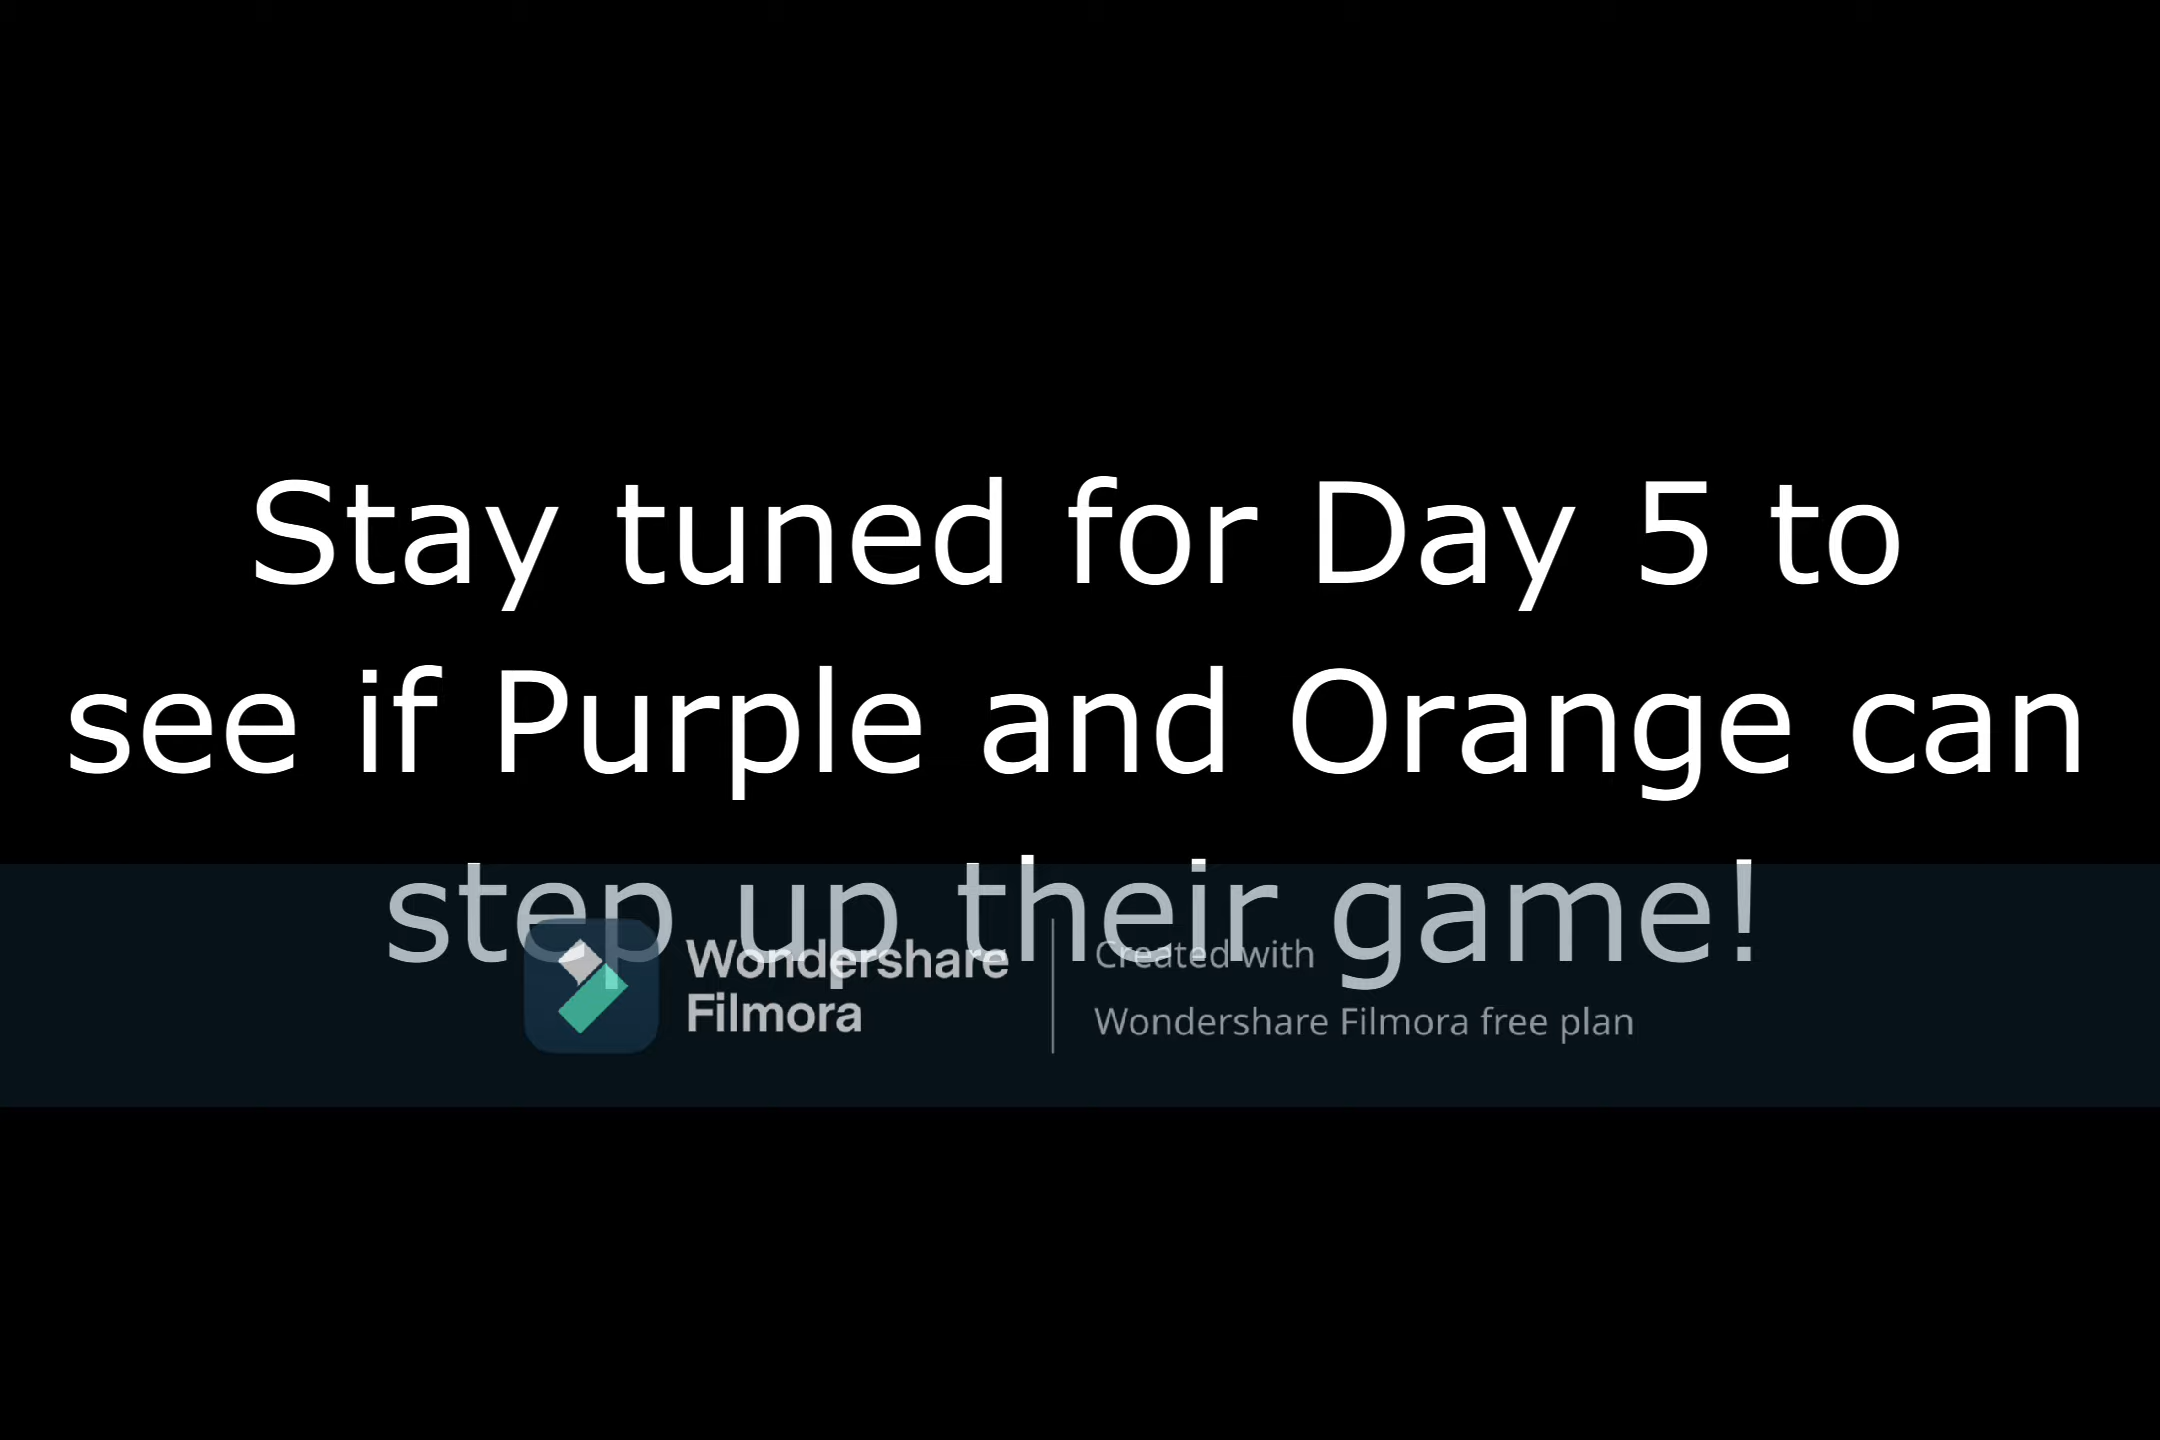 Stay tuned for Day 5 to
see if Purple and Orange can
step up their game!
Wondershare
Filmora
Created with
Wondershare Filmora free plan